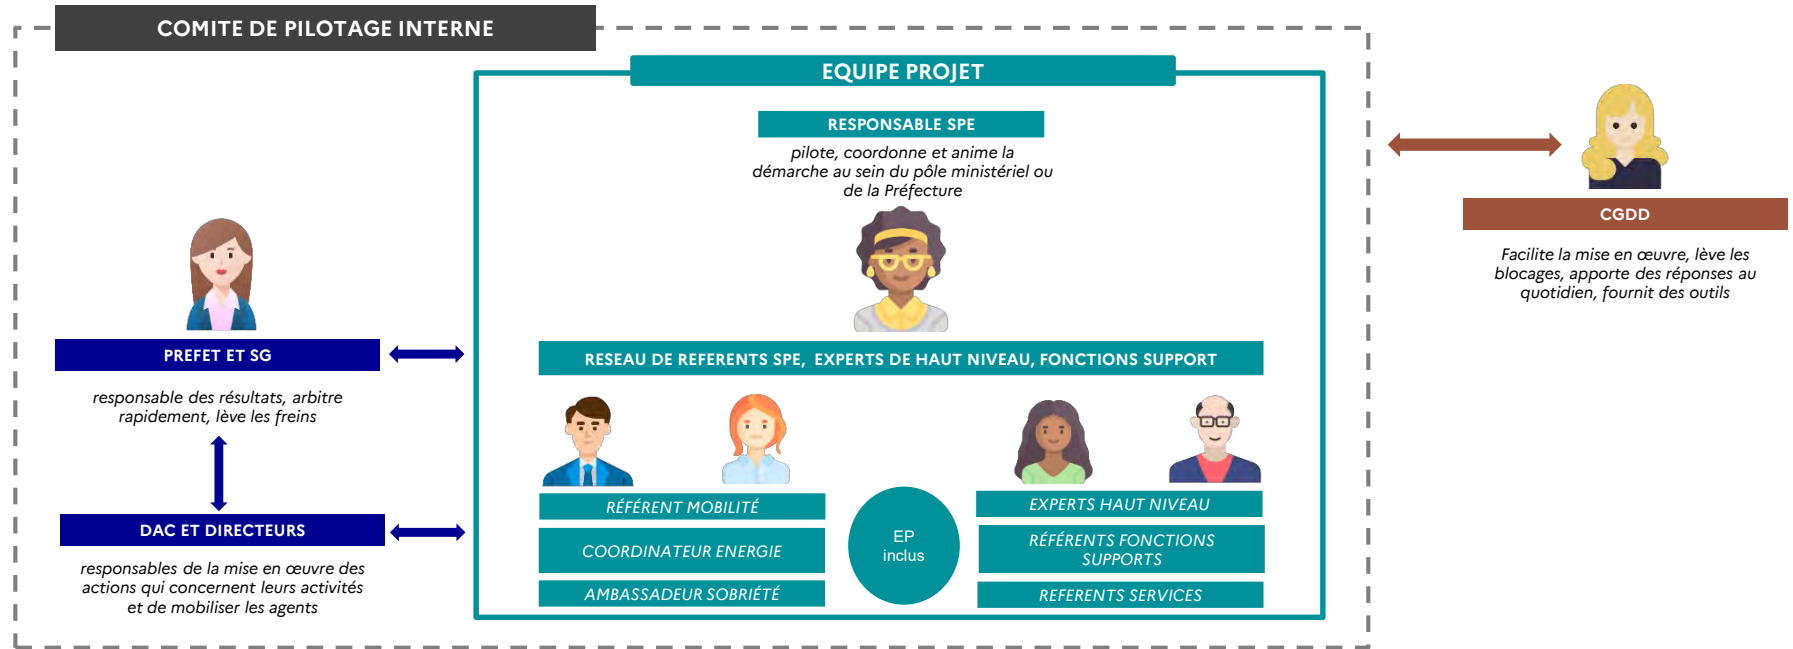 COMITE DE PILOTAGE INTERNE
EQUIPE PROJET
RESPONSABLE SPE
pilote, coordonne et anime la
démarche au sein du pôle ministériel ou
de la Préfecture
CGDD
Facilite la mise en œuvre, lève les
blocages, apporte des réponses au
quotidien, fournit des outils
PREFET ET SG
responsable des résultats, arbitre
rapidement, lève les freins
DAC ET DIRECTEURS
responsables de la mise en œuvre des
actions qui concernent leurs activités
et de mobiliser les agents
RESEAU DE REFERENTS SPE, EXPERTS DE HAUT NIVEAU, FONCTIONS SUPPORT
RÉFÉRENT MOBILITÉ
COORDINATEUR ENERGIE
AMBASSADEUR SOBRIÉTÉ
EP
inclus
EXPERTS HAUT NIVEAU
RÉFÉRENTS FONCTIONS
SUPPORTS
REFERENTS SERVICES